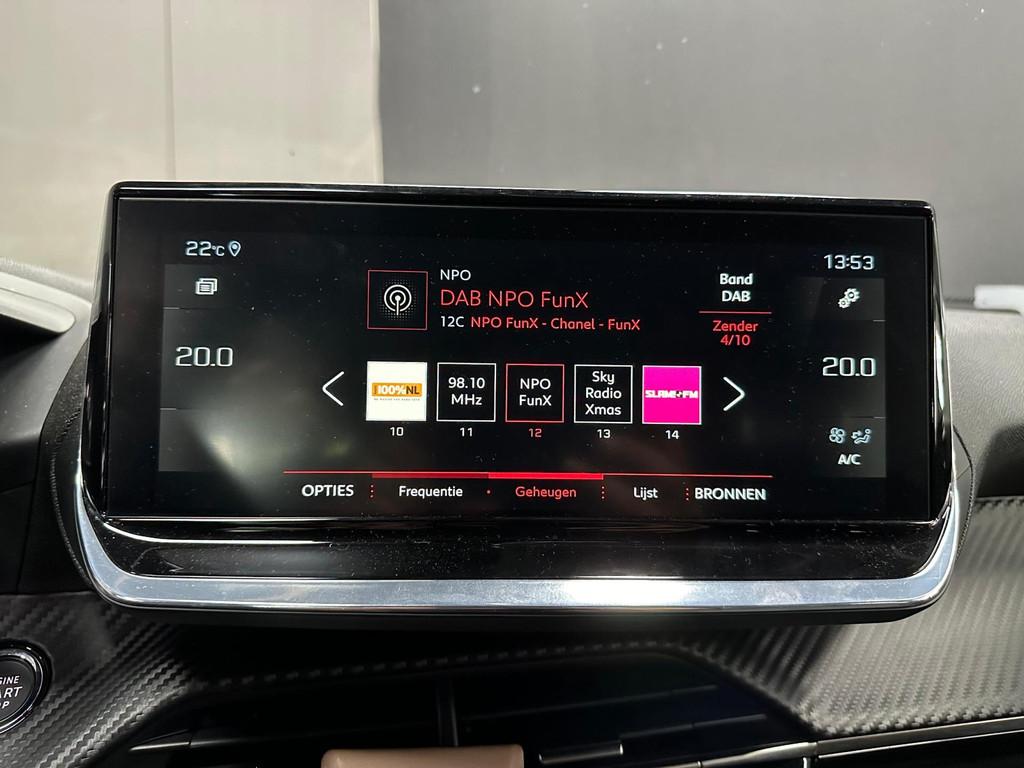 22°C
13:53
NPO
DAB NPO FunX
12C NPO FunX - Chanel - FunX
Band
DAB
Zender
4/10
20.0
20.0
100%NL
98.10
MHz
NPO
FunX
Sky
Radio
Xmas
SLAM!FM
10
11
12
13
14
A/C
OPTIES
Frequentie
Geheugen
Lijst
BRONNEN